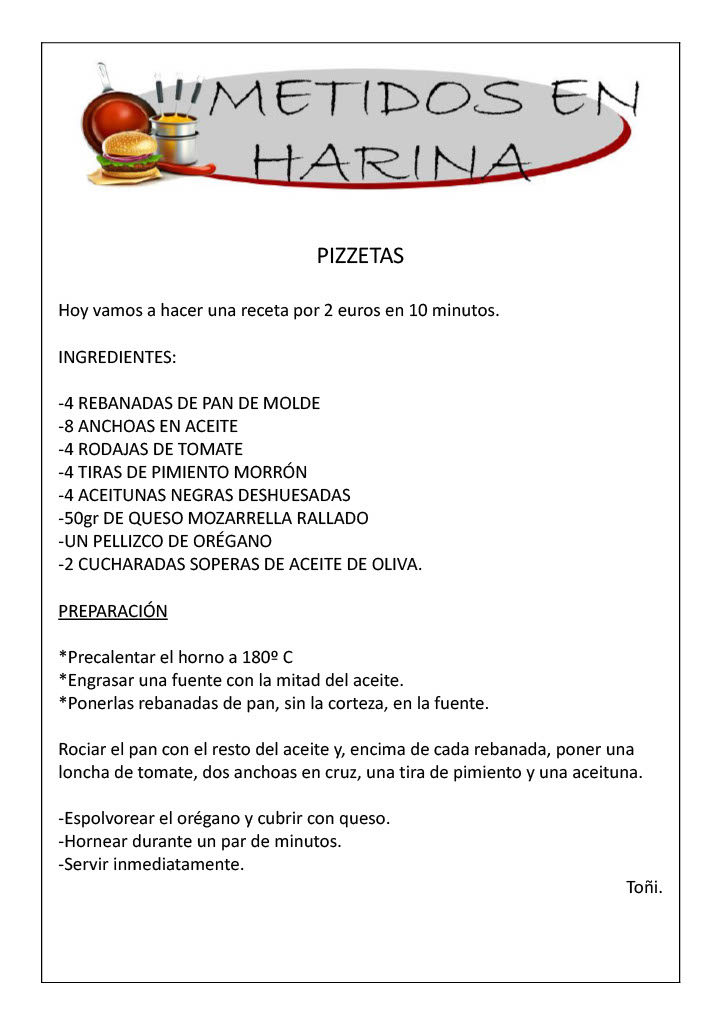 METIDOS EN
HARINA
PIZZETAS
Hoy vamos a hacer una receta por 2 euros en 10 minutos.
INGREDIENTES:
-4 REBANADAS DE PAN DE MOLDE
-8 ANCHOAS EN ACEITE
-4 RODAJAS DE TOMATE
-4 TIRAS DE PIMIENTO MORRÓN
-4 ACEITUNAS NEGRAS DESHUESADAS
-50gr DE QUESO MOZARRELLA RALLADO
-UN PELLIZCO DE ORÉGANO
-2 CUCHARADAS SOPERAS DE ACEITE DE OLIVA.
PREPARACIÓN
*Precalentar el horno a 180º C
*Engrasar una fuente con la mitad del aceite.
*Ponerlas rebanadas de pan, sin la corteza, en la fuente.
Rociar el pan con el resto del aceite y, encima de cada rebanada, poner una
loncha de tomate, dos anchoas en cruz, una tira de pimiento y una aceituna.
-Espolvorear el orégano y cubrir con queso.
-Hornear durante un par de minutos.
-Servir inmediatamente.
Toñi.